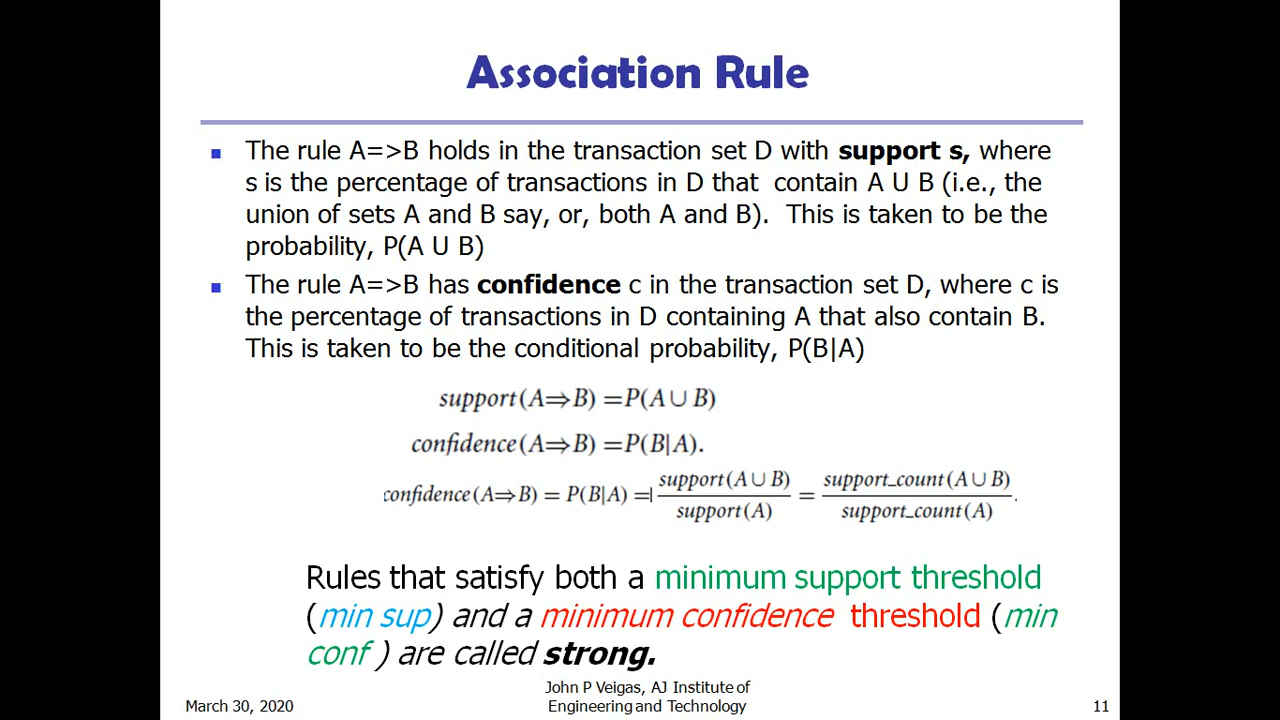 Association Rule
The rule A=>B holds in the transaction set D with support s, where
s is the percentage of transactions in D that contain A U B (i.e., the
union of sets A and B say, or, both A and B). This is taken to be the
probability, P(A U B)
The rule A=>B has confidence c in the transaction set D, where c is
the percentage of transactions in D containing A that also contain B.
This is taken to be the conditional probability, P(B|A)
support(A⇒B) =P(A∪B)
confidence(A⇒B) =P(B|A).
confidence(A⇒B) = P(B|A) = support(A∪B) / support(A) = support_count(A∪B) / support_count(A).
Rules that satisfy both a minimum support threshold
(min sup) and a minimum confidence threshold (min
conf ) are called strong.
March 30, 2020
John P Veigas, AJ Institute of
Engineering and Technology
11